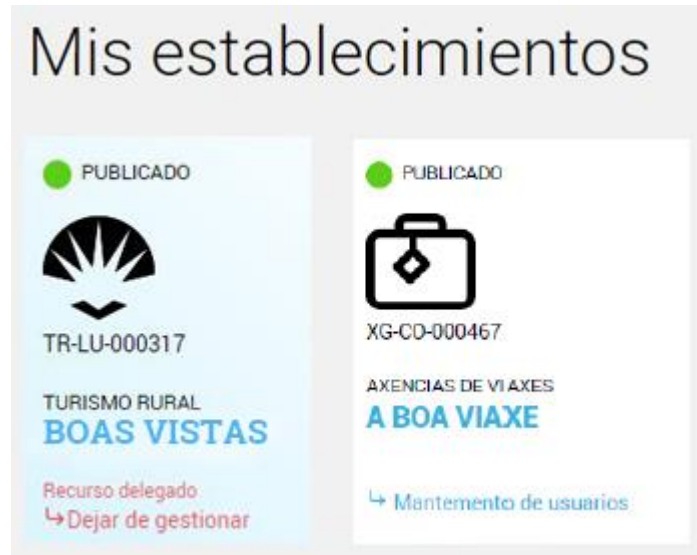 Mis establecimientos
PUBLICADO
TR-LU-000317
TURISMO RURAL
BOAS VISTAS
Recurso delegado
↳Dejar de gestionar
PUBLICADO
XG-CO-000467
AXENCIAS DE VIAXES
A BOA VIAXE
↳ Mantemento de usuarios